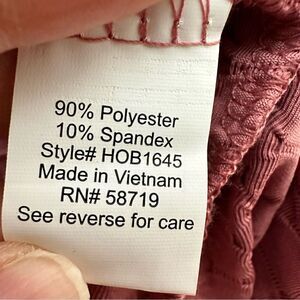 90% Polyester
10% Spandex
Style# HOB1645
Made in Vietnam
RN# 58719
See reverse for care